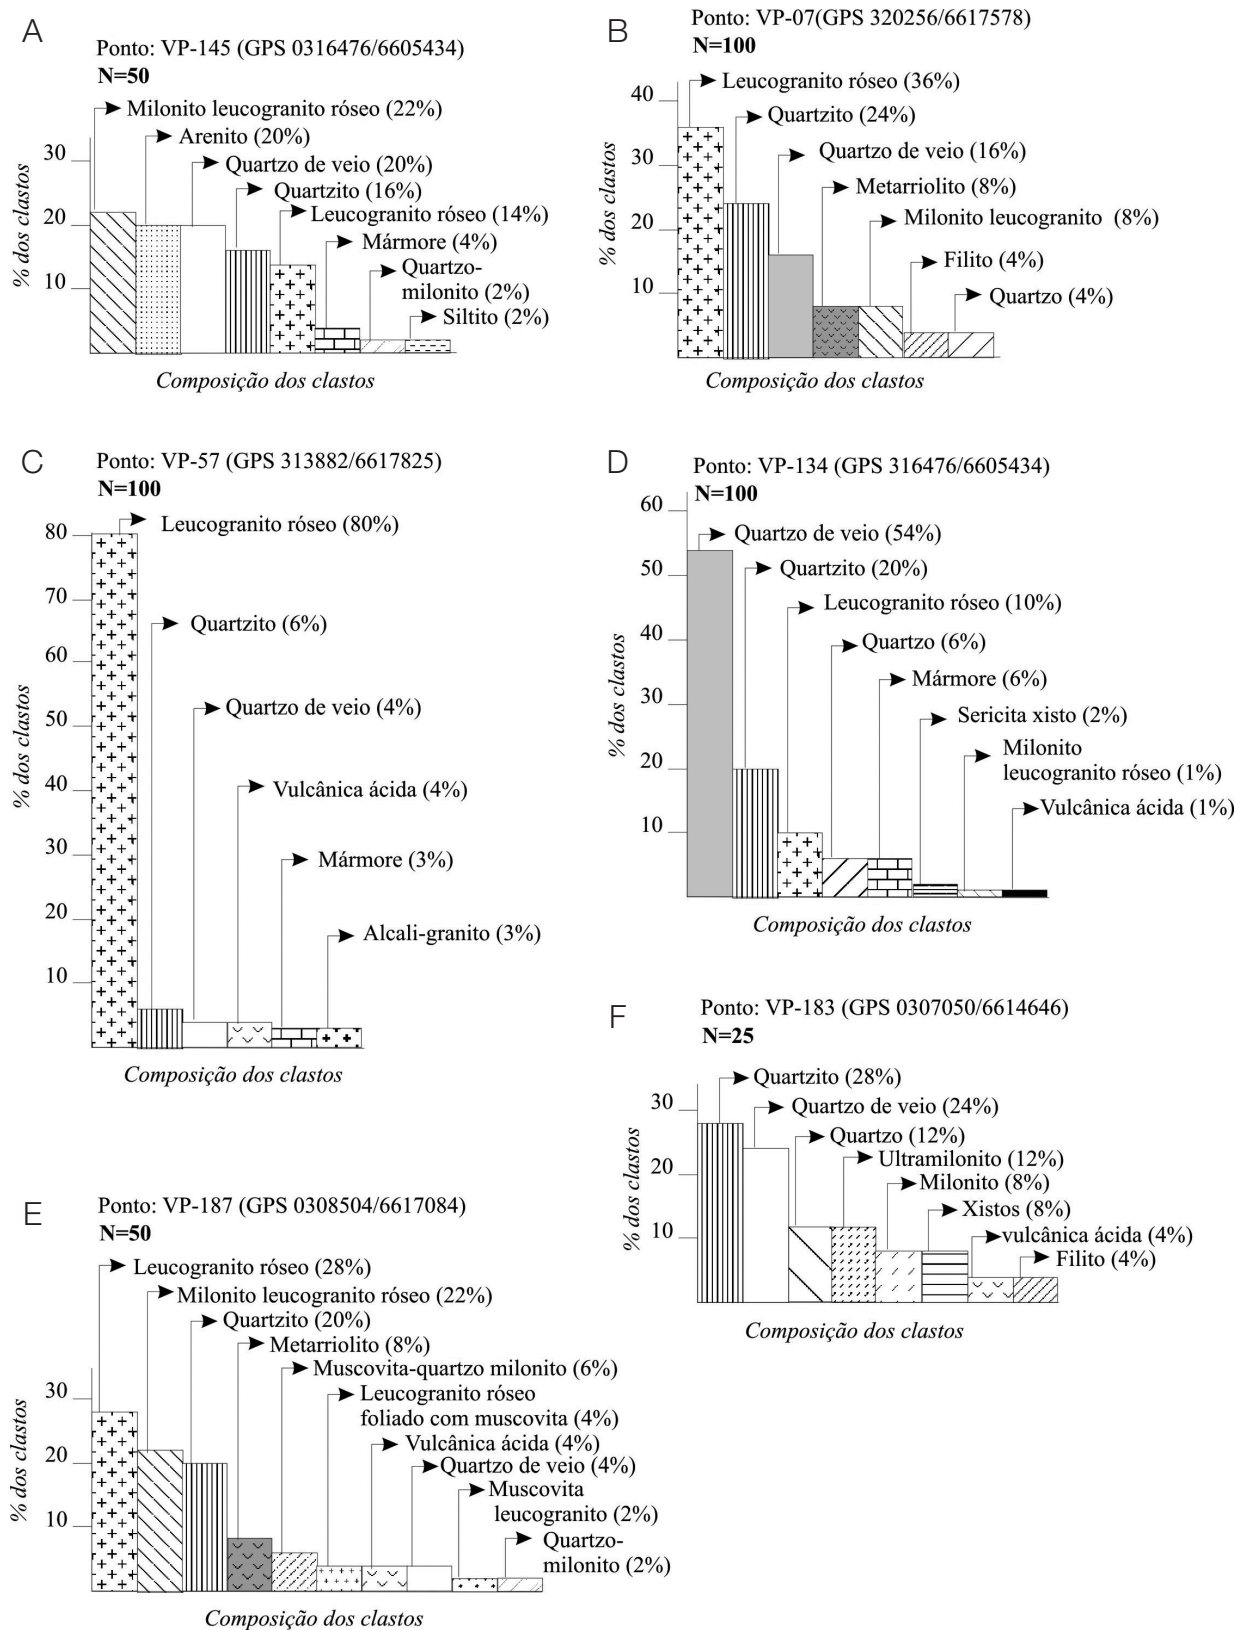 A
Ponto: VP-145 (GPS 0316476/6605434)
N=50
Milonito leucogranito róseo (22%)
Arenito (20%)
Quartzo de veio (20%)
Quartzito (16%)
Leucogranito róseo (14%)
Mármore (4%)
Quartzo-
milonito (2%)
Siltito (2%)
30
20
10
% dos clastos
Composição dos clastos
B
Ponto: VP-07(GPS 320256/6617578)
N=100
Leucogranito róseo (36%)
Quartzito (24%)
Quartzo de veio (16%)
Metarriolito (8%)
Milonito leucogranito (8%)
Filito (4%)
Quartzo (4%)
40
30
20
10
% dos clastos
Composição dos clastos
C
Ponto: VP-57 (GPS 313882/6617825)
N=100
Leucogranito róseo (80%)
Quartzito (6%)
Quartzo de veio (4%)
Vulcânica ácida (4%)
Mármore (3%)
Alcali-granito (3%)
80
70
60
50
40
30
20
10
% dos clastos
Composição dos clastos
D
Ponto: VP-134 (GPS 316476/6605434)
N=100
Quartzo de veio (54%)
Quartzito (20%)
Leucogranito róseo (10%)
Quartzo (6%)
Mármore (6%)
Sericita xisto (2%)
Milonito
leucogranito róseo (1%)
Vulcânica ácida (1%)
60
50
40
30
20
10
% dos clastos
Composição dos clastos
E
Ponto: VP-187 (GPS 0308504/6617084)
N=50
Leucogranito róseo (28%)
Milonito leucogranito róseo (22%)
Quartzito (20%)
Metarriolito (8%)
Muscovita-quartzo milonito (6%)
Leucogranito róseo
foliado com muscovita (4%)
Vulcânica ácida (4%)
Quartzo de veio (4%)
Muscovita
leucogranito (2%)
Quartzo-
milonito (2%)
30
20
10
% dos clastos
Composição dos clastos
F
Ponto: VP-183 (GPS 0307050/6614646)
N=25
Quartzito (28%)
Quartzo de veio (24%)
Quartzo (12%)
Ultramilonito (12%)
Milonito (8%)
Xistos (8%)
vulcânica ácida (4%)
Filito (4%)
30
20
10
% dos clastos
Composição dos clastos